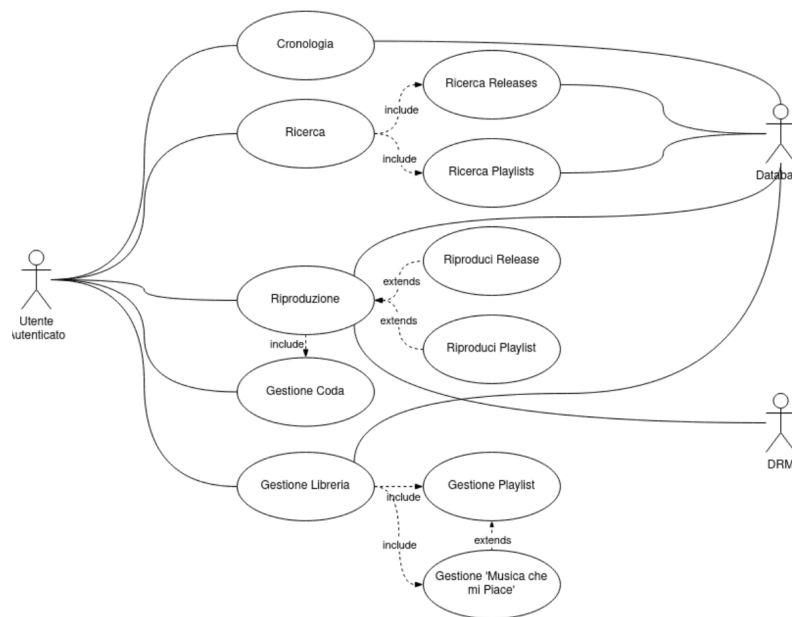 Cronologia
Ricerca Releases
include
Ricerca
include
Ricerca Playlists
Databa
Riproduci Release
extends
Utente
Autenticato
Riproduzione
extends
include
Riproduci Playlist
Gestione Coda
DRM
Gestione Libreria
include
Gestione Playlist
include
extends
Gestione 'Musica che
mi Piace'